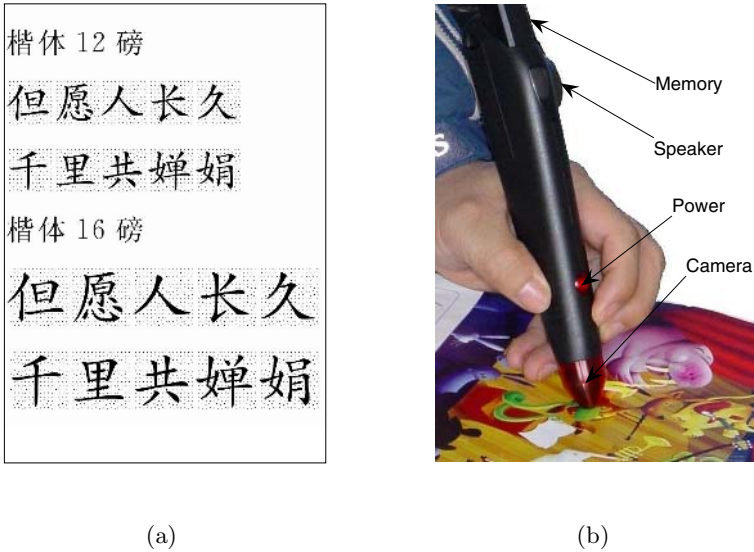 楷体 12 磅
但愿人长久
千里共婵娟
楷体 16 磅
但愿人长久
千里共婵娟
Memory
Speaker
Power
Camera
(a)
(b)